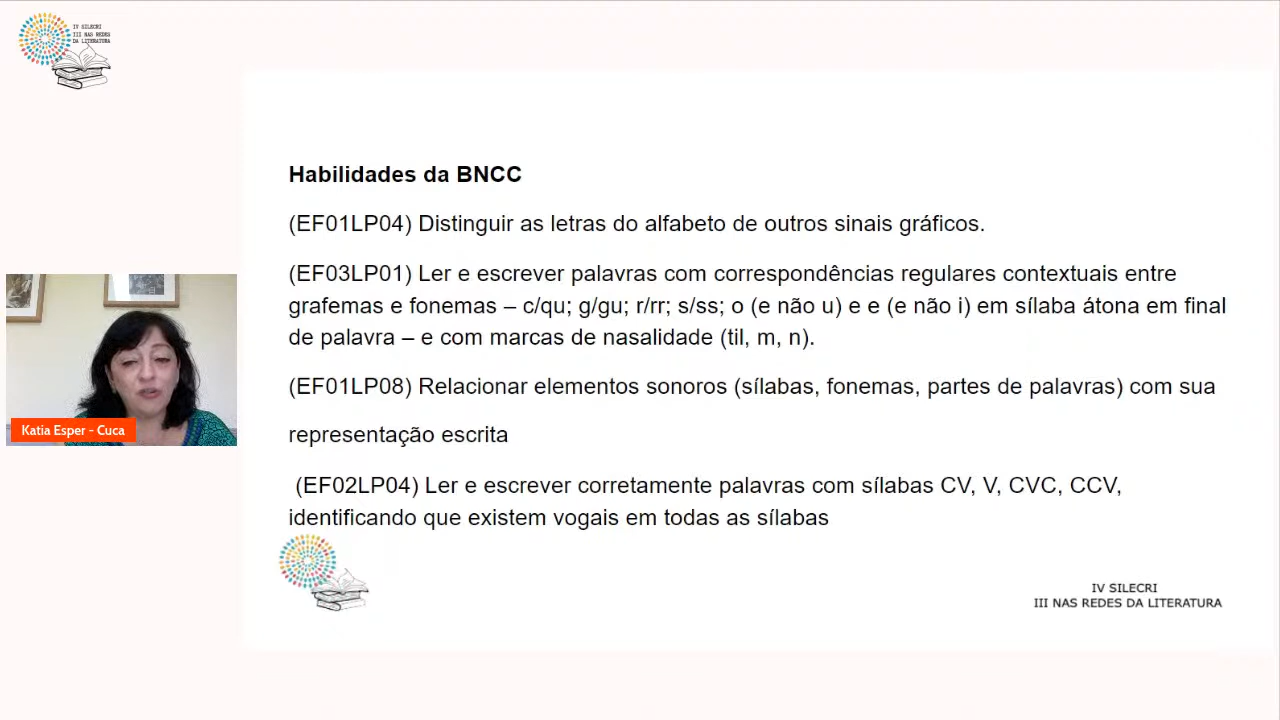 IV SILECRI
III NAS REDES
DA LITERATURA
Habilidades da BNCC
(EF01LP04) Distinguir as letras do alfabeto de outros sinais gráficos.
(EF03LP01) Ler e escrever palavras com correspondências regulares contextuais entre
grafemas e fonemas – c/qu; g/gu; r/rr; s/ss; o (e não u) e e (e não i) em sílaba átona em final
de palavra – e com marcas de nasalidade (til, m, n).
(EF01LP08) Relacionar elementos sonoros (sílabas, fonemas, partes de palavras) com sua
representação escrita
(EF02LP04) Ler e escrever corretamente palavras com sílabas CV, V, CVC, CCV,
identificando que existem vogais em todas as sílabas
Katia Esper - Cuca
IV SILECRI
III NAS REDES DA LITERATURA